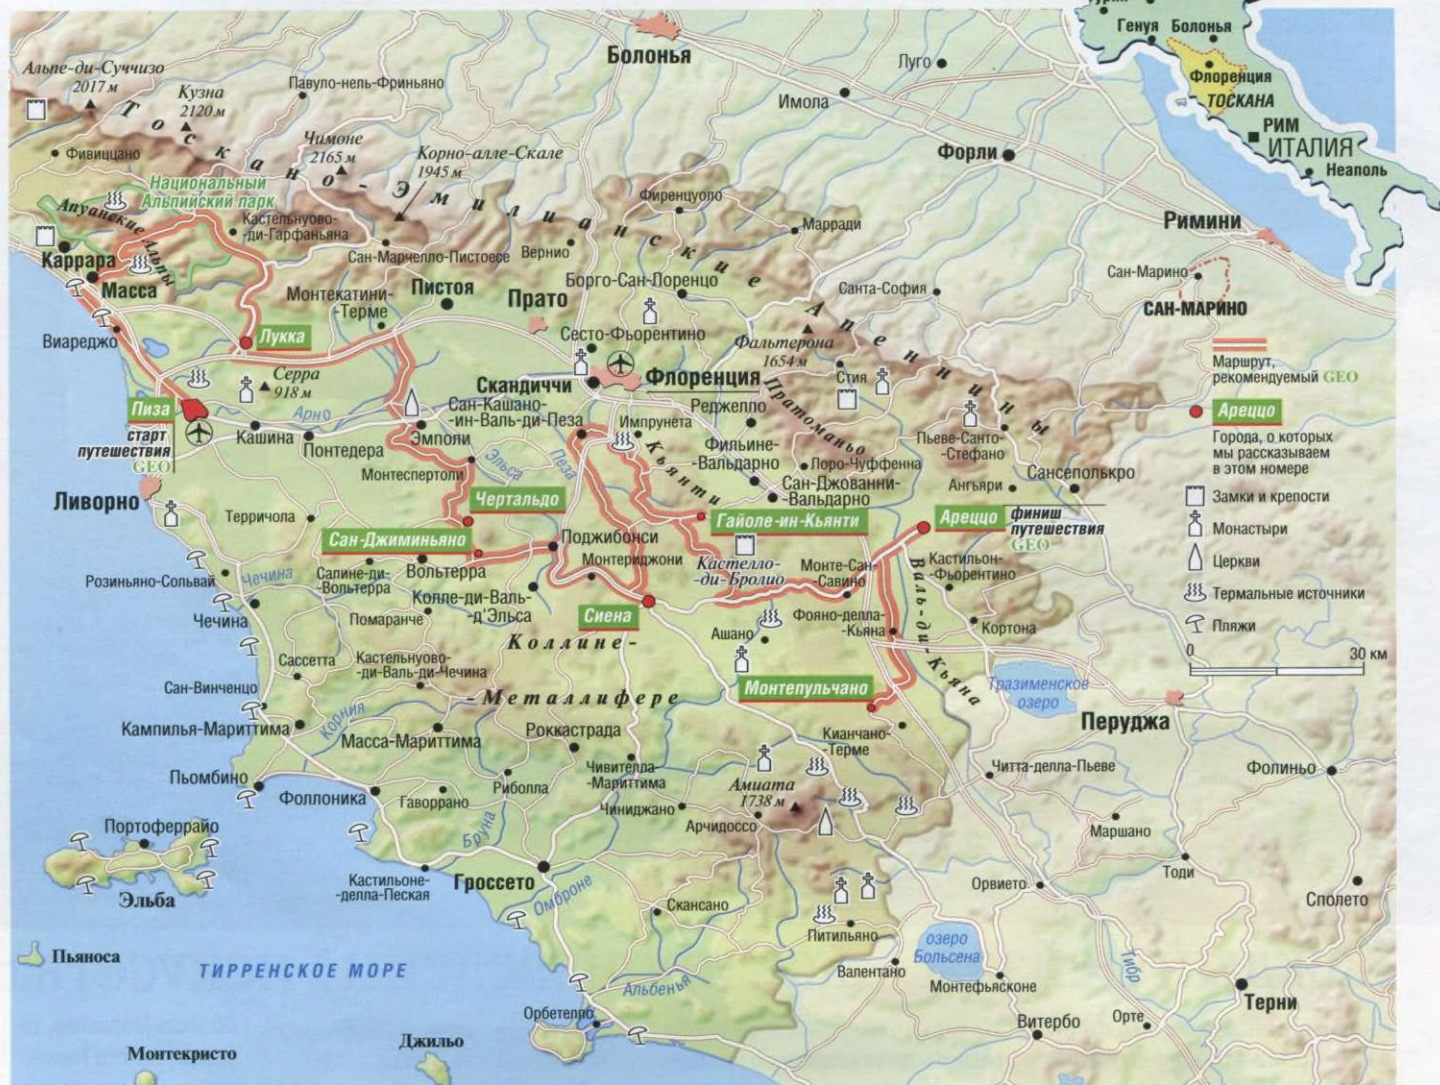 Генуя
Болонья
Флоренция
ТОСКАНА
РИМ
ИТАЛИЯ
Неаполь
Болонья
Луго
Имола
Форли
Римини
Альпе-ди-Суччизо
2017 м
Кузна
2120 м
Павуло-нель-Фриньяно
Чимоне
2165 м
Корно-алле-Скале
1945 м
Тоскано-Эмилианские Апеннины
Фивиццано
Национальный
Альпийский парк
Апуанские Альпы
Кастельнуово-
-ди-Гарфаньяна
Каррара
Масса
Сан-Марчелло-Пистоесе
Вернио
Фиренцуоло
Марради
Борго-Сан-Лоренцо
Сан-Марино
САН-МАРИНО
Санта-София
Монтекатини-
-Терме
Пистоя
Прато
Сесто-Фьорентино
Фальтерона
1654 м
Виареджо
Лукка
Серра
918 м
Скандиччи
Флоренция
Стия
Пратоманьо
Маршрут,
рекомендуемый GEO
Ареццо
Города, о которых
мы рассказываем
в этом номере
Замки и крепости
Монастыри
Церкви
Термальные источники
Пляжи
0
30 км
Пиза
старт
путешествия
GEO
Арно
Кашина
Понтедера
Эмполи
Сан-Кашано-
-ин-Валь-ди-Пеза
Импрунета
Реджелло
Фильине-
-Вальдарно
Лоро-Чуффенна
Сан-Джованни-
-Вальдарно
Пьеве-Санто-
-Стефано
Сансеполькро
Ангьяри
Кьянти
Эльса
Пеза
Монтеспертоли
Ливорно
Терричола
Чертальдо
Сан-Джиминьяно
Гайоле-ин-Кьянти
Ареццо
финиш
путешествия
GEO
Поджибонси
Монтериджони
Кастелло-
-ди-Бролио
Монте-Сан-
-Савино
Кастильон-
-Фьорентино
Валь-ди-Кьяна
Розиньяно-Сольвай
Чечина
Салине-ди-
-Вольтерра
Вольтерра
Колле-ди-Валь-
-д'Эльса
Сиена
Чечина
Помаранче
Коллине-
-Металлифере
Ашано
Фояно-делла-
-Кьяна
Кортона
Сассетта
Кастельнуово-
-ди-Валь-ди-Чечина
Монтепульчано
Тразименское
озеро
Перуджа
Сан-Винченцо
Корния
Кампилья-Мариттима
Масса-Мариттима
Роккастрада
Кианчано-
-Терме
Пьомбино
Фоллоника
Гаворрано
Риболла
Чивителла-
-Мариттима
Чиниджано
Амиата
1738 м
Арчидоссо
Читта-делла-Пьеве
Фолиньо
Маршано
Тоди
Портоферрайо
Эльба
Бруна
Кастильоне-
-делла-Пеская
Гроссето
Омброне
Скансано
Орвието
Сполето
Питильяно
Пьяноса
ТИРРЕНСКОЕ МОРЕ
озеро
Больсена
Валентано
Монтефьясконе
Тибр
Альбенья
Терни
Орбетелло
Витербо
Орте
Монтекристо
Джильо